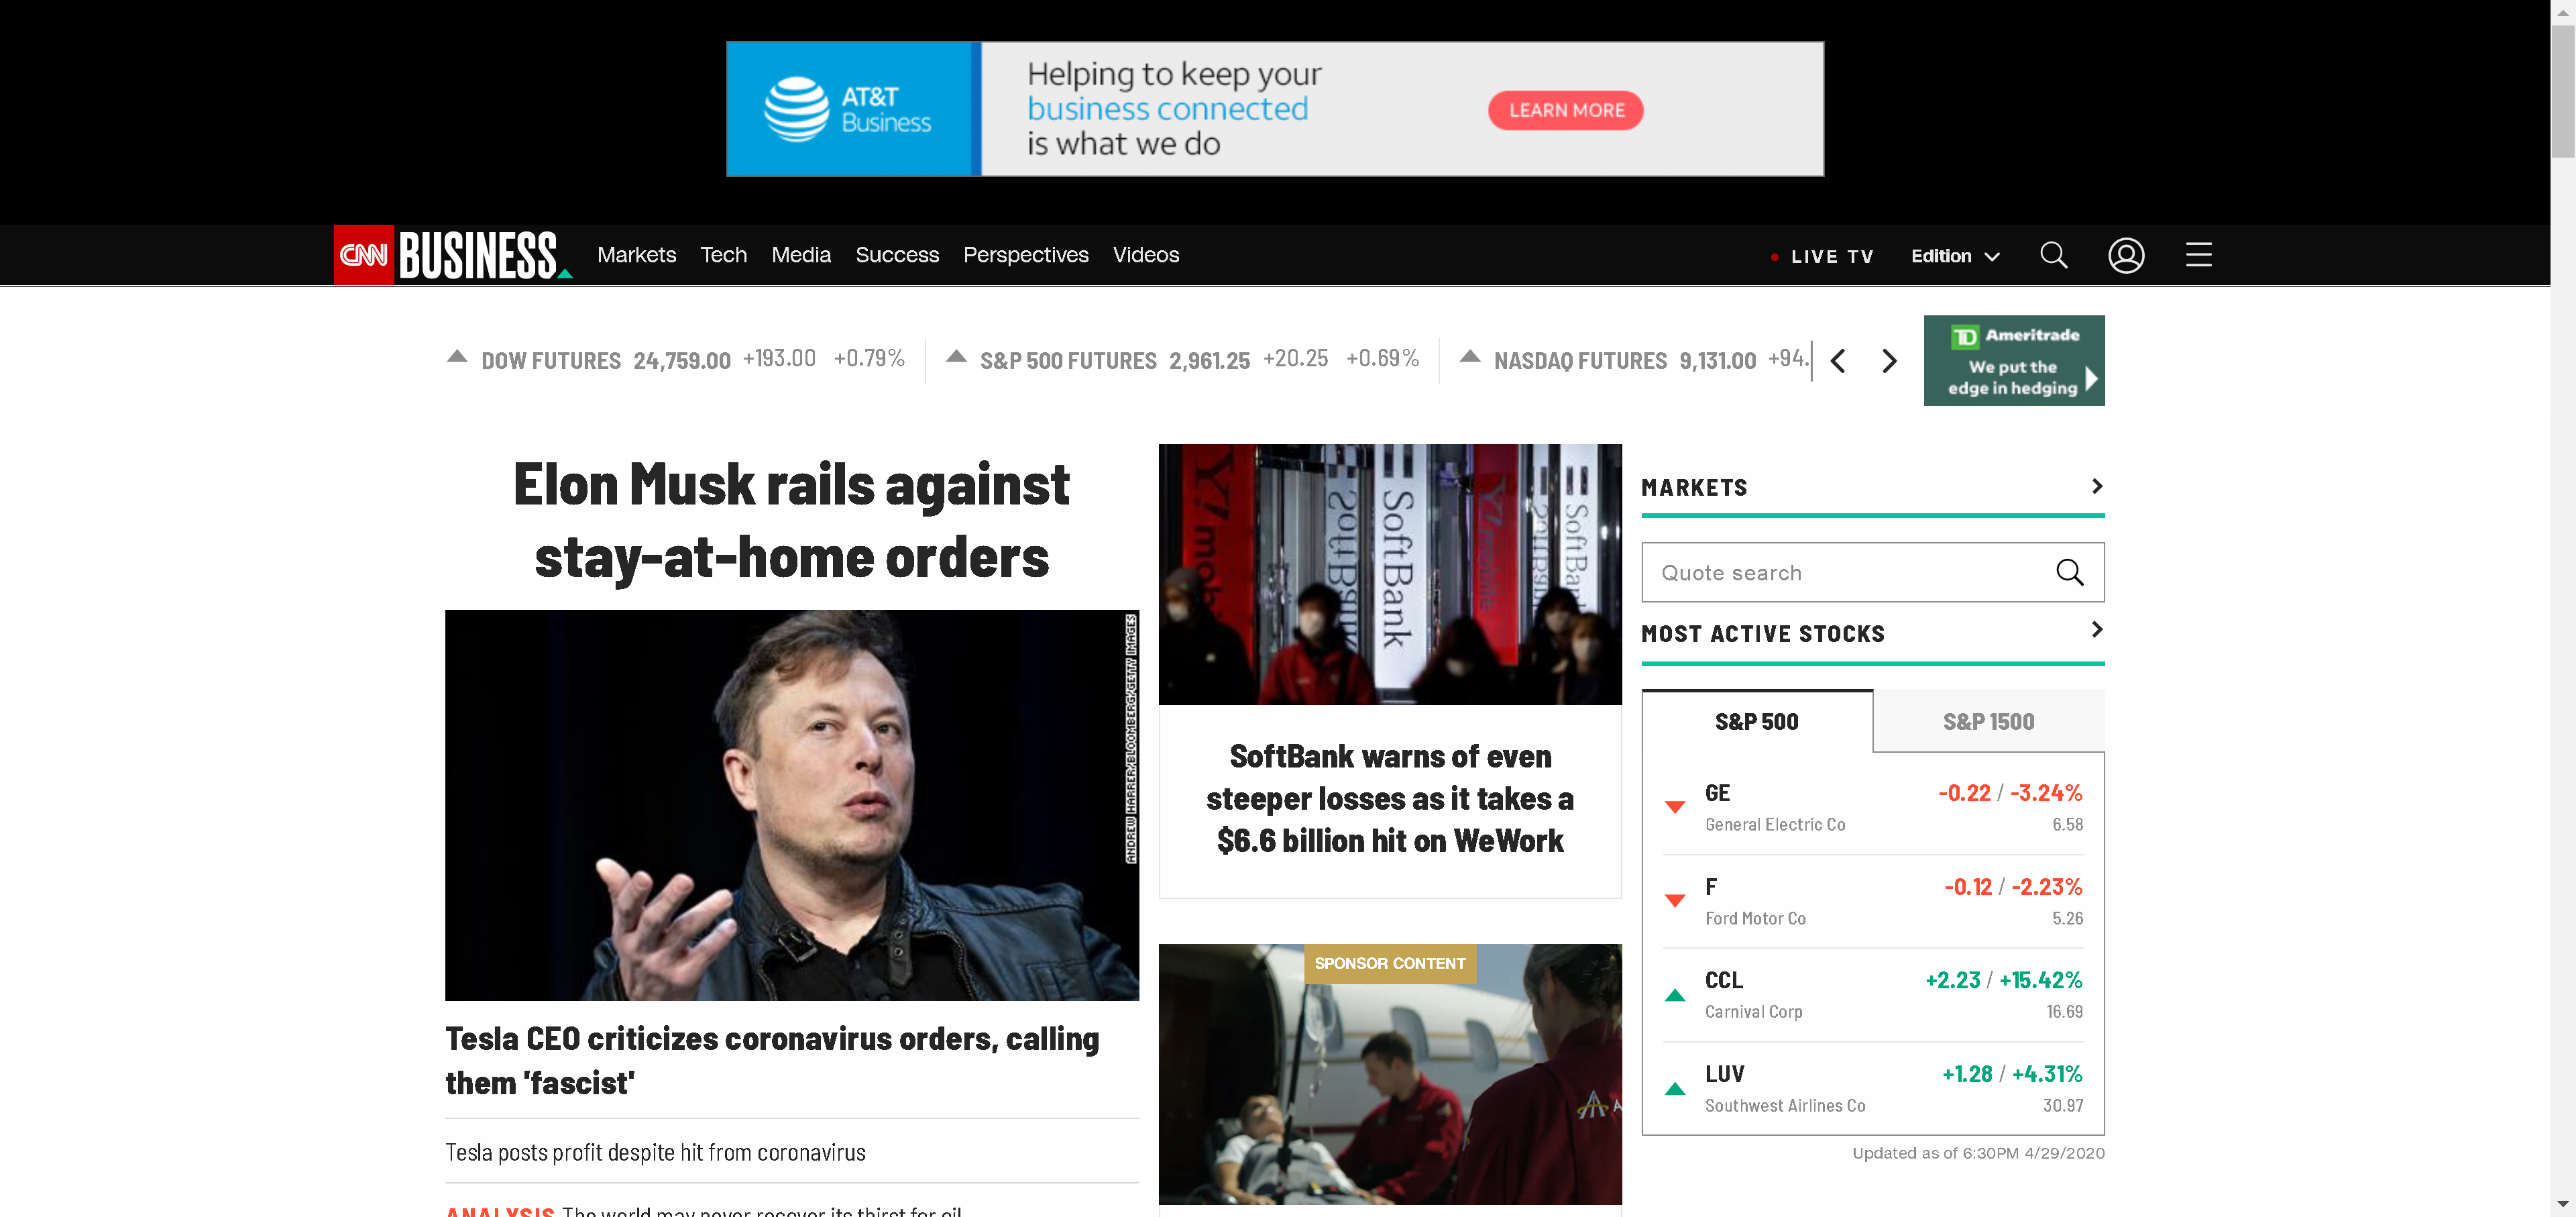 AT&T
Business
Helping to keep your
business connected
is what we do
LEARN MORE
CNN BUSINESS
Markets Tech Media Success Perspectives Videos
LIVE TV Edition
DOW FUTURES 24,759.00 +193.00 +0.79%
S&P 500 FUTURES 2,961.25 +20.25 +0.69%
NASDAQ FUTURES 9,131.00 +94.
TD Ameritrade
We put the
edge in hedging
Elon Musk rails against
stay-at-home orders
ANDREW HARRER/BLOOMBERG/GETTY IMAGES
Tesla CEO criticizes coronavirus orders, calling
them 'fascist'
Tesla posts profit despite hit from coronavirus
ANALYSIS The world may never recover its thirst for oil
Y! mob
SoftBank
SoftBank
Y! mobile
SoftBank
SoftBank warns of even
steeper losses as it takes a
$6.6 billion hit on WeWork
SPONSOR CONTENT
MARKETS
Quote search
MOST ACTIVE STOCKS
S&P 500 S&P 1500
GE -0.22 / -3.24%
General Electric Co 6.58
F -0.12 / -2.23%
Ford Motor Co 5.26
CCL +2.23 / +15.42%
Carnival Corp 16.69
LUV +1.28 / +4.31%
Southwest Airlines Co 30.97
Updated as of 6:30PM 4/29/2020